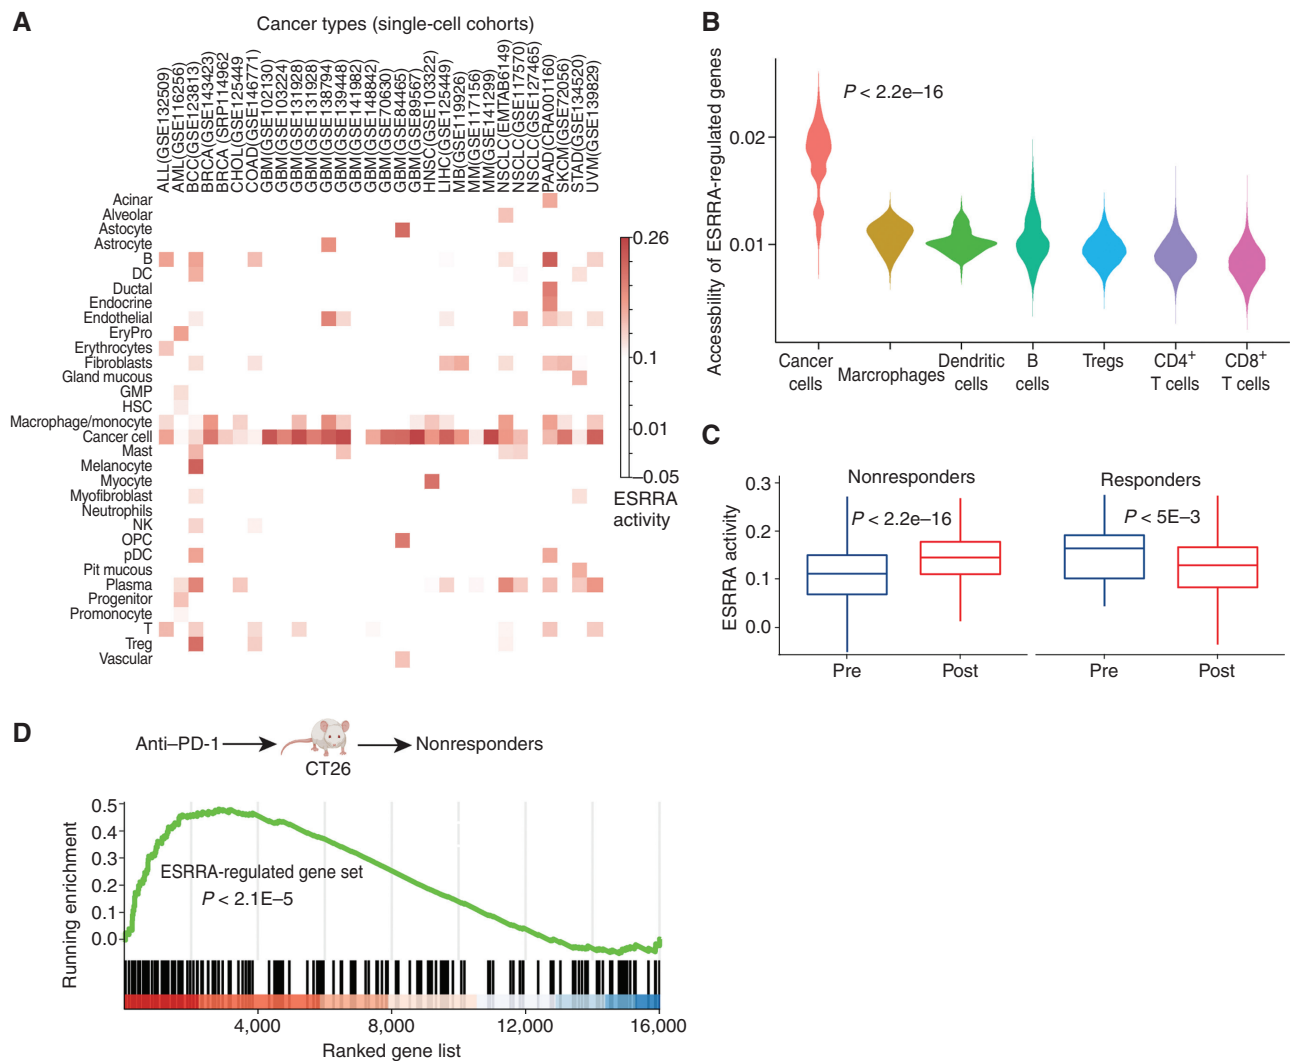 A
Cancer types (single-cell cohorts)
ALL(GSE132509)
AML(GSE116256)
BCC(GSE123813)
BRCA(GSE143423)
BRCA (SRP114962
CHOL(GSE125449
COAD(GSE146771)
GBM(GSE102130)
GBM(GSE103224)
GBM(GSE131928)
GBM(GSE131928)
GBM(GSE138794)
GBM(GSE139448)
GBM(GSE141982)
GBM(GSE148842)
GBM(GSE70630)
GBM(GSE84465)
GBM(GSE89567)
HNSC(GSE103322)
LIHC(GSE125449)
MB(GSE119926)
MM(GSE117156)
MM(GSE141299)
NSCLC(EMTAB6149)
NSCLC(GSE117570)
NSCLC(GSE127465)
PAAD(CRA001160)
SKCM(GSE72056)
STAD(GSE134520)
UVM(GSE139829)
Acinar
Alveolar
Astocyte
Astrocyte
B
DC
Ductal
Endocrine
Endothelial
EryPro
Erythrocytes
Fibroblasts
Gland mucous
GMP
HSC
Macrophage/monocyte
Cancer cell
Mast
Melanocyte
Myocyte
Myofibroblast
Neutrophils
NK
OPC
pDC
Pit mucous
Plasma
Progenitor
Promonocyte
T
Treg
Vascular
0.26
0.1
0.01
–0.05
ESRRA
activity
B
Accessbility of ESRRA-regulated genes
0.02
0.01
P < 2.2e–16
Cancer
cells
Marcrophages
Dendritic
cells
B
cells
Tregs
CD4+
T cells
CD8+
T cells
C
ESRRA activity
0.3
0.2
0.1
0.0
Nonresponders
P < 2.2e–16
Responders
P < 5E–3
Pre
Post
Pre
Post
D
Anti–PD-1
CT26
Nonresponders
Running enrichment
0.5
0.4
0.3
0.2
0.1
0.0
ESRRA-regulated gene set
P < 2.1E–5
4,000
8,000
12,000
16,000
Ranked gene list